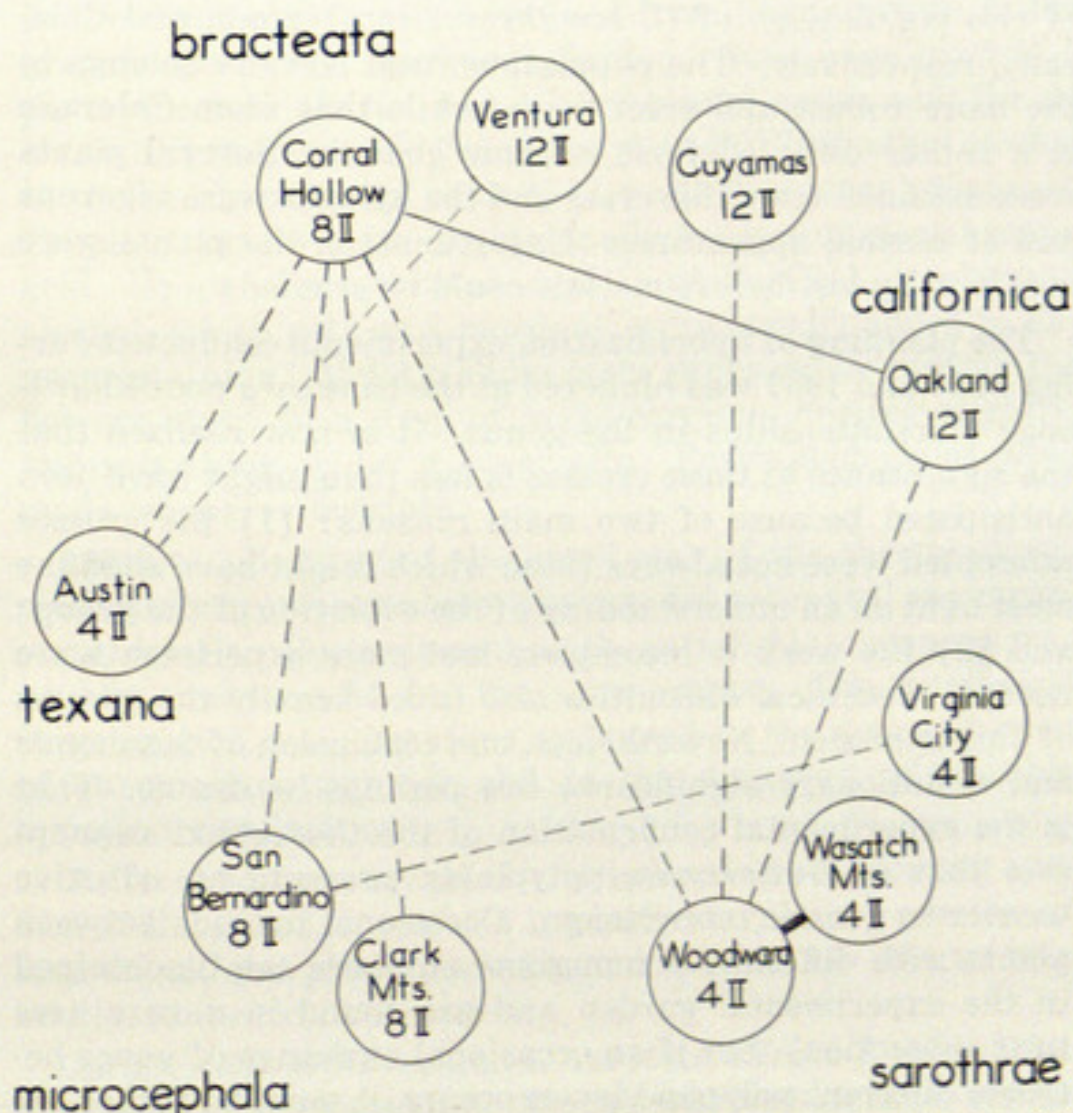 bracteata
Corral
Hollow
8 II
Ventura
12 II
Cuyamas
12 II
californica
Oakland
12 II
Austin
4 II
texana
Virginia
City
4 II
San
Bernardino
8 II
Clark
Mts.
8 II
Woodward
4 II
Wasatch
Mts.
4 II
microcephala
sarothrae